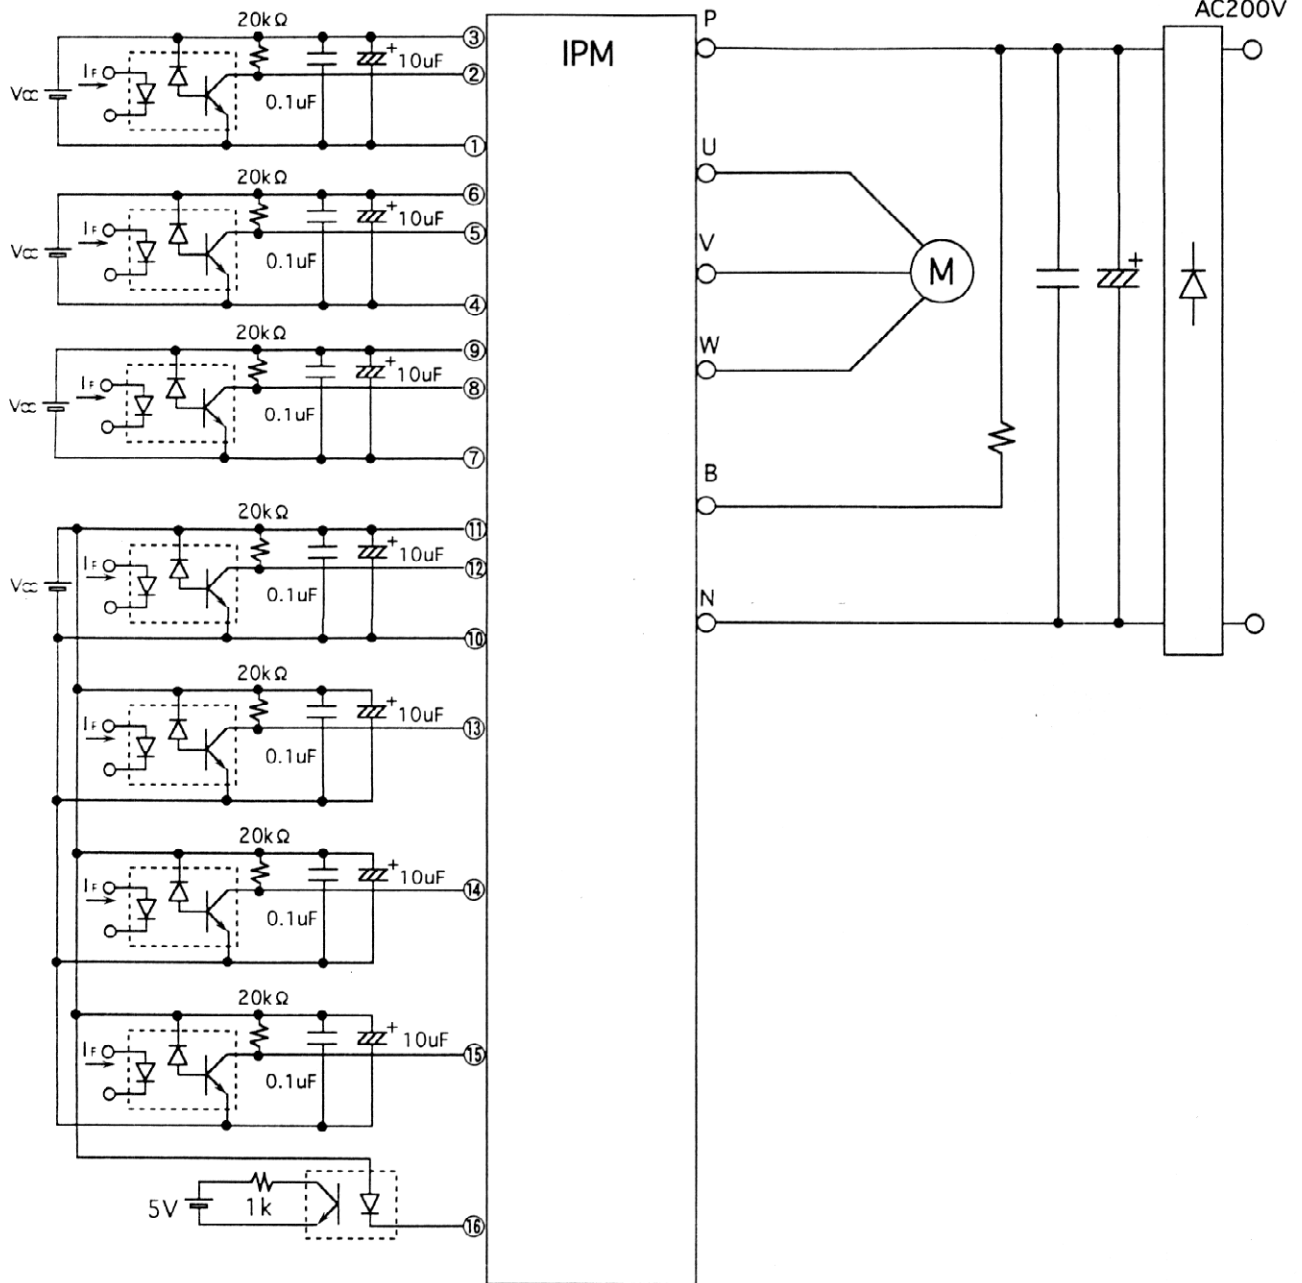 AC200V
IPM
P
U
V
W
B
N
M
20kΩ
IF
Vcc
0.1uF
+
10uF
③
②
①
20kΩ
IF
Vcc
0.1uF
+
10uF
⑥
⑤
④
20kΩ
IF
Vcc
0.1uF
+
10uF
⑨
⑧
⑦
20kΩ
IF
Vcc
0.1uF
+
10uF
⑪
⑫
⑩
20kΩ
IF
0.1uF
+
10uF
⑬
20kΩ
IF
0.1uF
+
10uF
⑭
20kΩ
IF
0.1uF
+
10uF
⑮
5V
1k
⑯
+